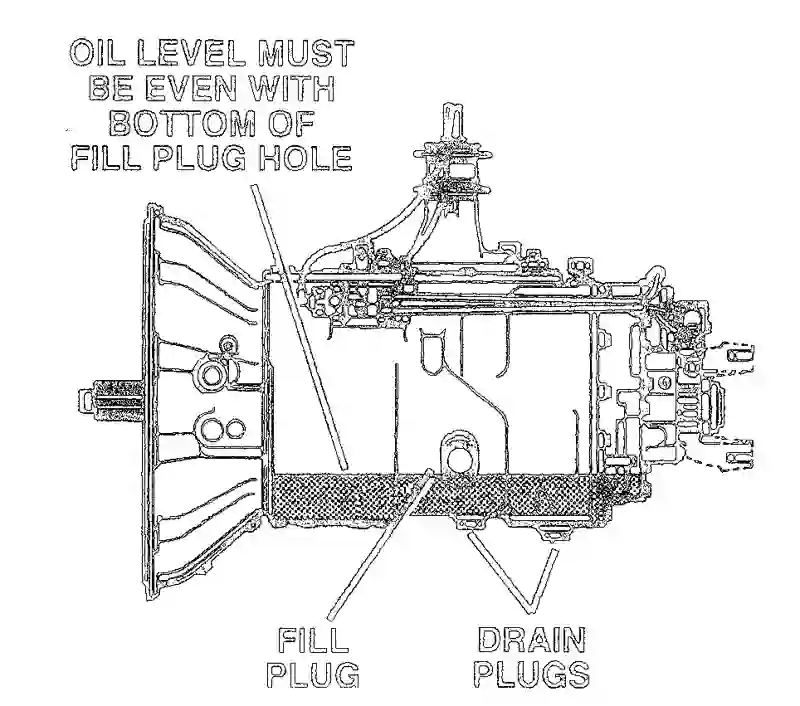 OIL LEVEL MUST
BE EVEN WITH
BOTTOM OF
FILL PLUG HOLE
FILL
PLUG
DRAIN
PLUGS